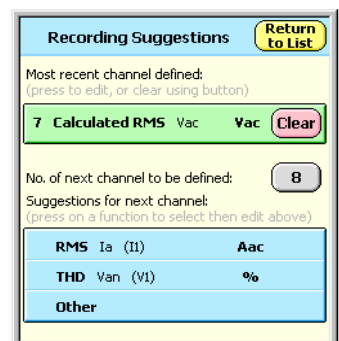 Recording Suggestions
Return to List
Most recent channel defined:
(press to edit, or clear using button)
7 Calculated RMS Vac Vac Clear
No. of next channel to be defined: 8
Suggestions for next channel:
(press on a function to select then edit above)
RMS Ia (I1) Aac
THD Van (V1) %
Other